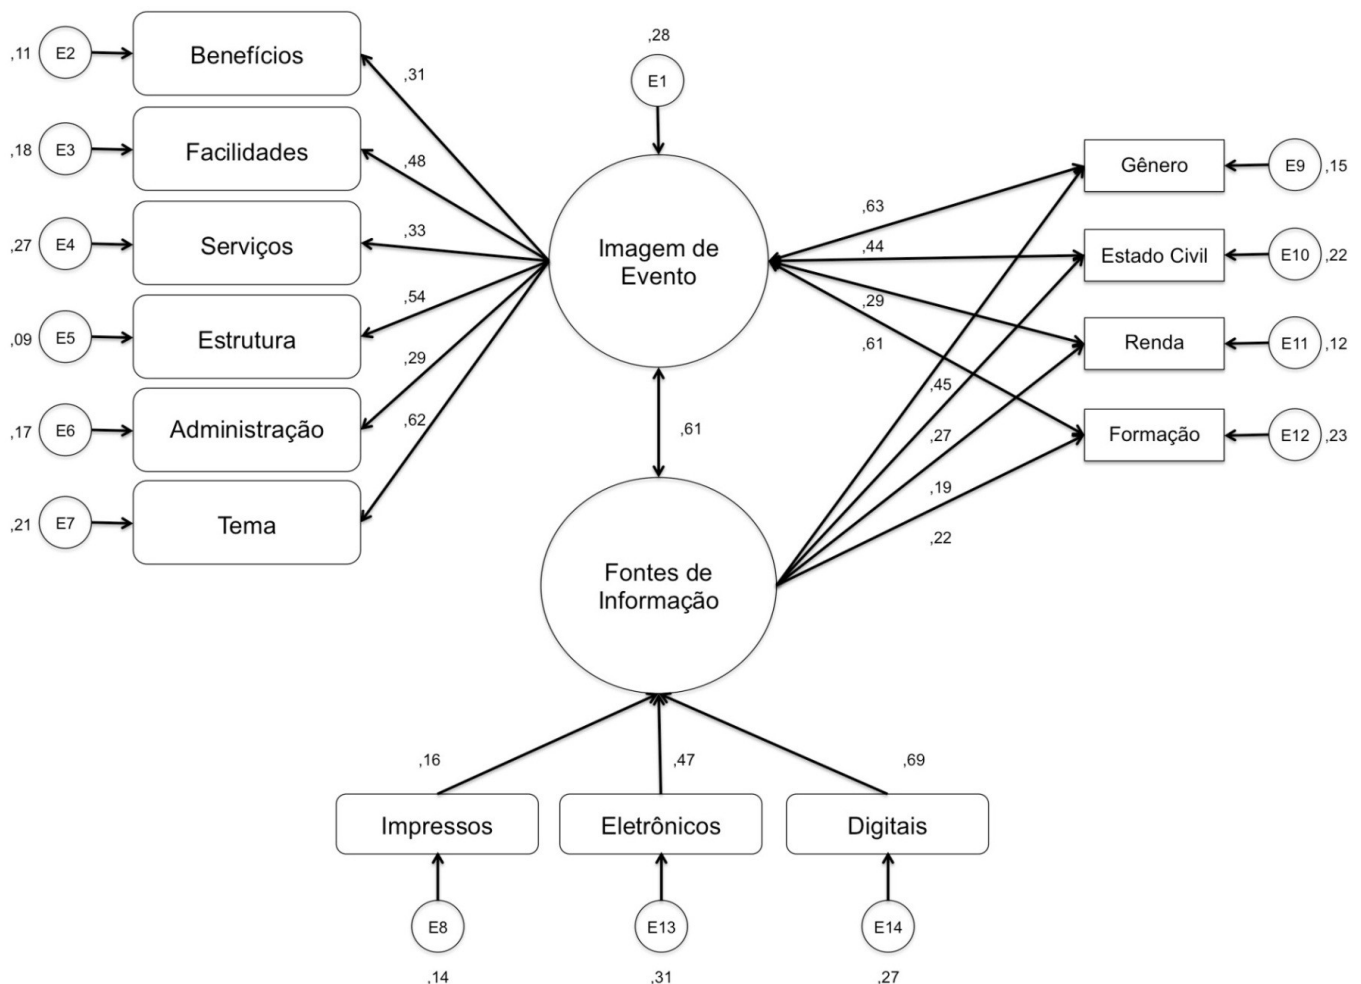 ,11
E2
Benefícios
,31
,28
E1
,18
E3
Facilidades
,48
Gênero
E9
,15
,27
E4
Serviços
,33
Imagem de
Evento
,63
,44
Estado Civil
E10
,22
,09
E5
Estrutura
,54
,29
Renda
E11
,12
,17
E6
Administração
,29
,62
,61
,61
,45
,27
Formação
E12
,23
,21
E7
Tema
,19
,22
Fontes de
Informação
,16
,47
,69
Impressos
Eletrônicos
Digitais
E8
E13
E14
,14
,31
,27